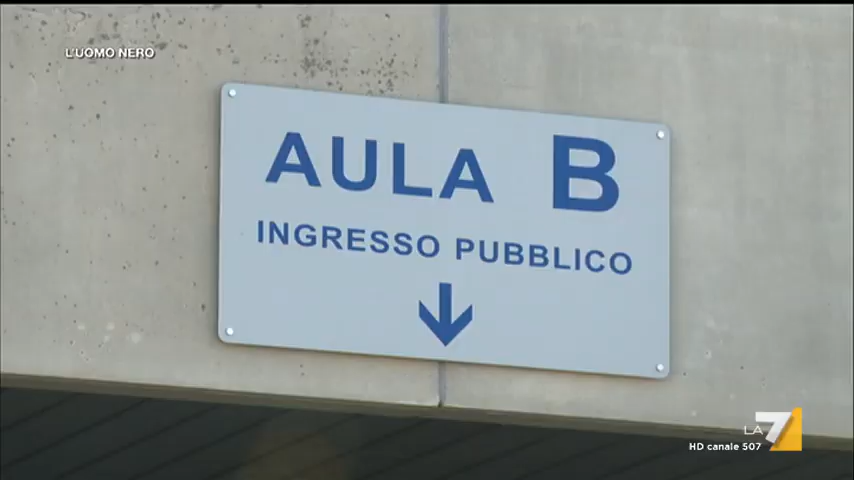 L'UOMO NERO
AULA B
INGRESSO PUBBLICO
LA7
HD canale 507